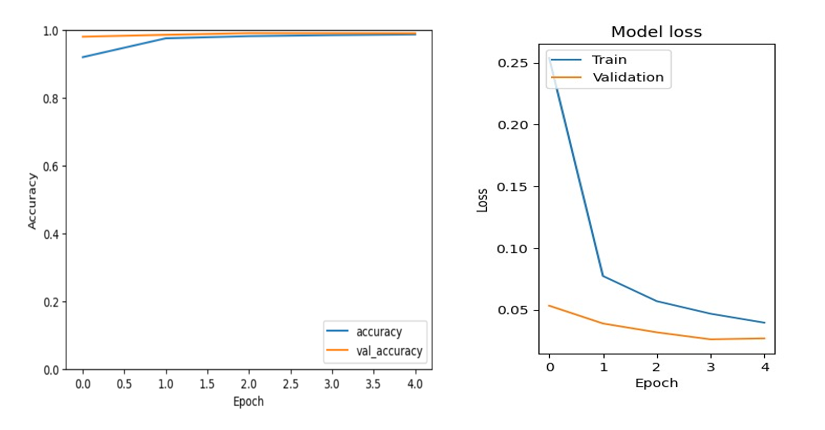 1.0
0.8
0.6
0.4
0.2
0.0
Accuracy
accuracy
val_accuracy
0.0 0.5 1.0 1.5 2.0 2.5 3.0 3.5 4.0
Epoch
Model loss
Train
Validation
0.25
0.20
0.15
0.10
0.05
Loss
0 1 2 3 4
Epoch